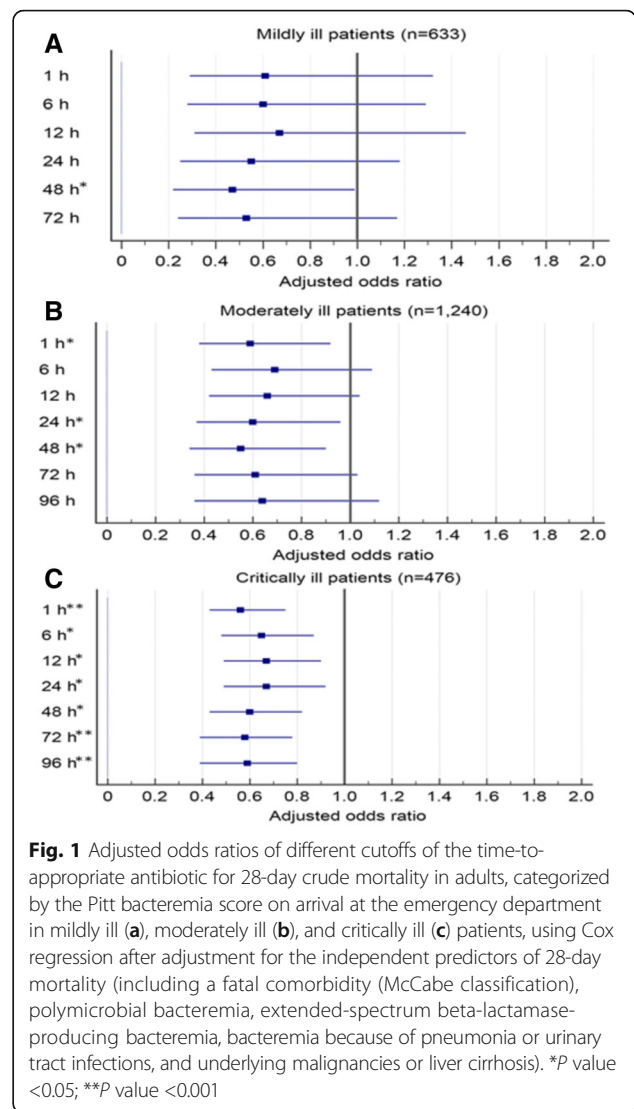 A
Mildly ill patients (n=633)
1 h
6 h
12 h
24 h
48 h*
72 h
0 0.2 0.4 0.6 0.8 1.0 1.2 1.4 1.6 1.8 2.0
Adjusted odds ratio
B
Moderately ill patients (n=1,240)
1 h*
6 h
12 h
24 h*
48 h*
72 h
96 h
0 0.2 0.4 0.6 0.8 1.0 1.2 1.4 1.6 1.8 2.0
Adjusted odds ratio
C
Critically ill patients (n=476)
1 h**
6 h*
12 h*
24 h*
48 h*
72 h**
96 h**
0 0.2 0.4 0.6 0.8 1.0 1.2 1.4 1.6 1.8 2.0
Adjusted odds ratio
Fig. 1 Adjusted odds ratios of different cutoffs of the time-to-
appropriate antibiotic for 28-day crude mortality in adults, categorized
by the Pitt bacteremia score on arrival at the emergency department
in mildly ill (a), moderately ill (b), and critically ill (c) patients, using Cox
regression after adjustment for the independent predictors of 28-day
mortality (including a fatal comorbidity (McCabe classification),
polymicrobial bacteremia, extended-spectrum beta-lactamase-
producing bacteremia, bacteremia because of pneumonia or urinary
tract infections, and underlying malignancies or liver cirrhosis). *P value
<0.05; **P value <0.001